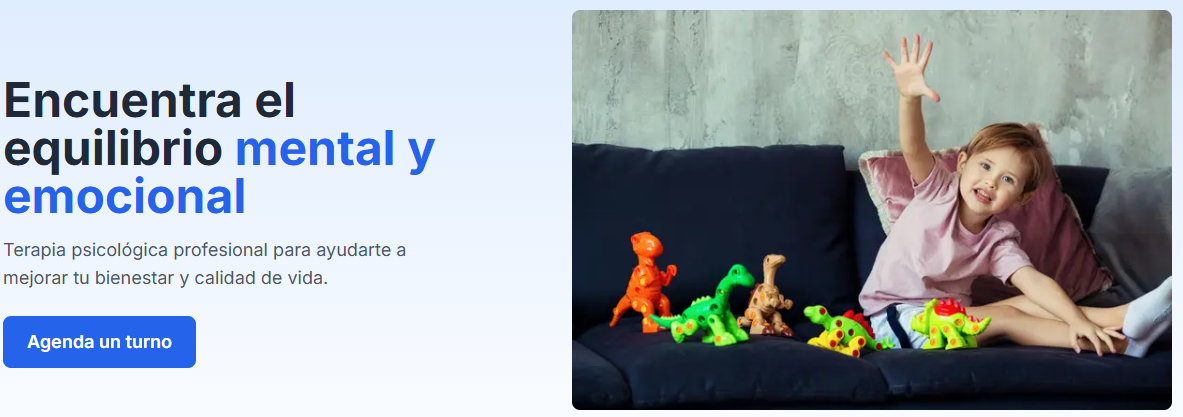 Encuentra el
equilibrio mental y
emocional
Terapia psicológica profesional para ayudarte a
mejorar tu bienestar y calidad de vida.
Agenda un turno